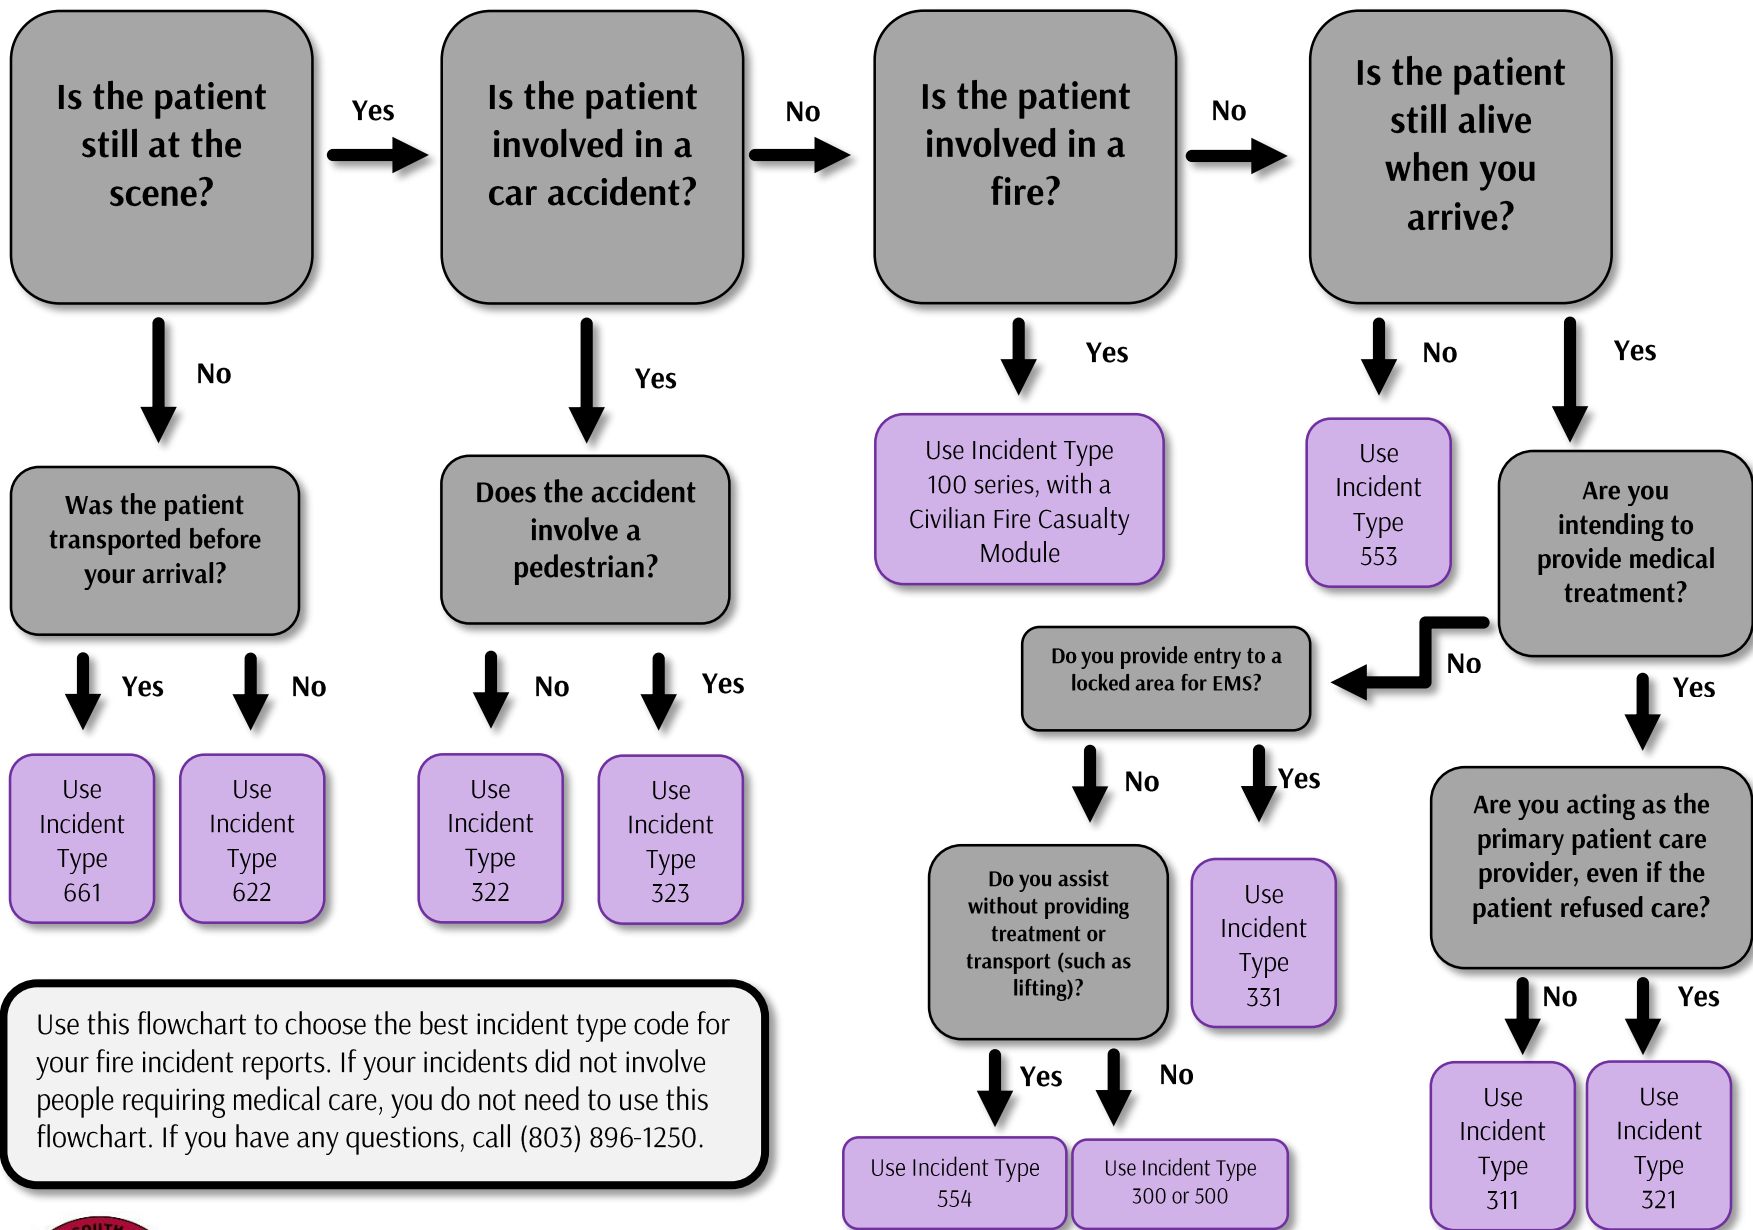 Is the patient
still at the
scene?
Yes
Is the patient
involved in a
car accident?
No
Is the patient
involved in a
fire?
No
Is the patient
still alive
when you
arrive?
No
Yes
Yes
No
Yes
Was the patient
transported before
your arrival?
Does the accident
involve a
pedestrian?
Use Incident Type
100 series, with a
Civilian Fire Casualty
Module
Use
Incident
Type
553
Are you
intending to
provide medical
treatment?
Yes
No
No
Yes
Do you provide entry to a
locked area for EMS?
No
Yes
Use
Incident
Type
661
Use
Incident
Type
622
Use
Incident
Type
322
Use
Incident
Type
323
No
Yes
Do you assist
without providing
treatment or
transport (such as
lifting)?
Use
Incident
Type
331
Are you acting as the
primary patient care
provider, even if the
patient refused care?
Yes
No
No
Yes
Use Incident Type
554
Use Incident Type
300 or 500
Use
Incident
Type
311
Use
Incident
Type
321
Use this flowchart to choose the best incident type code for
your fire incident reports. If your incidents did not involve
people requiring medical care, you do not need to use this
flowchart. If you have any questions, call (803) 896-1250.
SOUTH